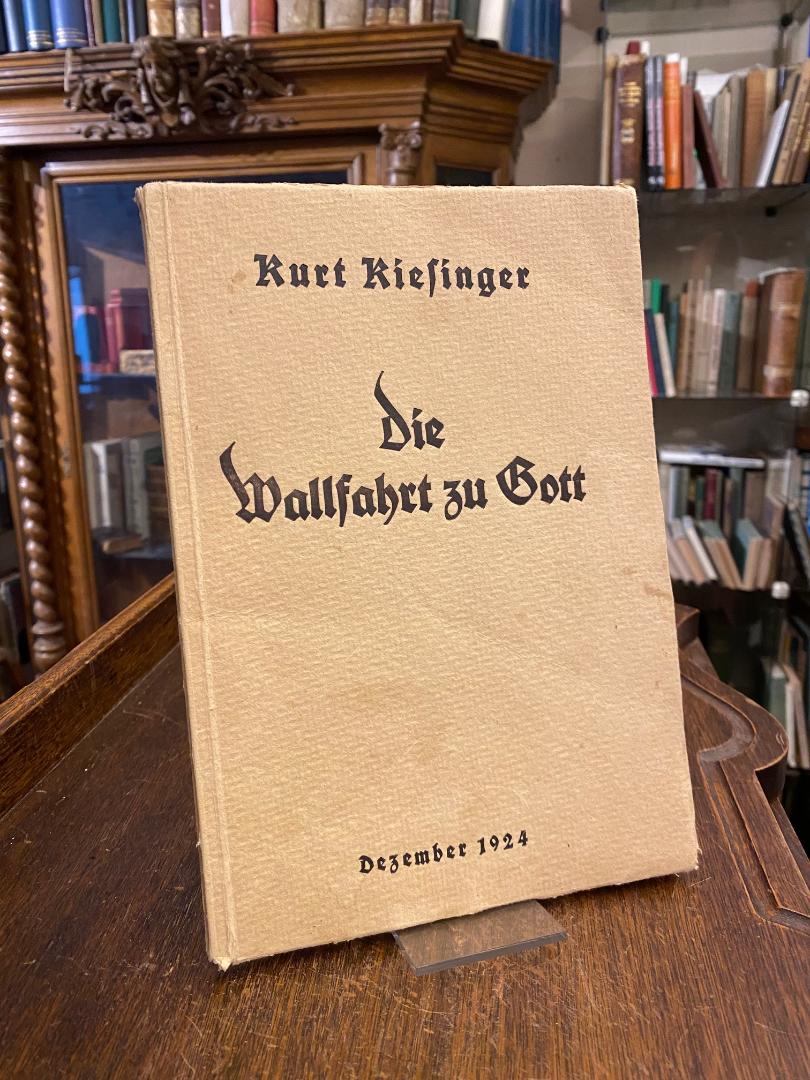 Kurt Kieſinger
Die
Wallfahrt zu Gott
Dezember 1924